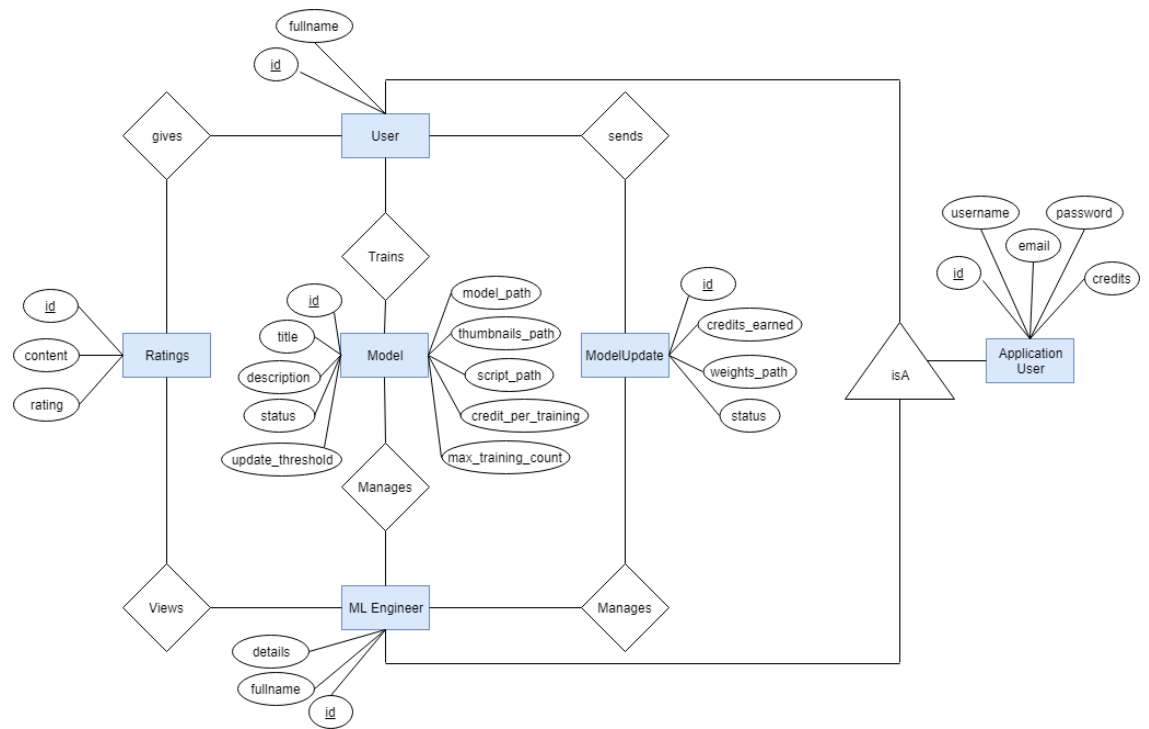 fullname
id
gives
User
sends
username
password
email
id
credits
Trains
id
model_path
id
id
title
thumbnails_path
credits_earned
content
Ratings
description
Model
script_path
ModelUpdate
weights_path
isA
Application
User
rating
status
credit_per_training
status
update_threshold
max_training_count
Manages
Views
ML Engineer
Manages
details
fullname
id